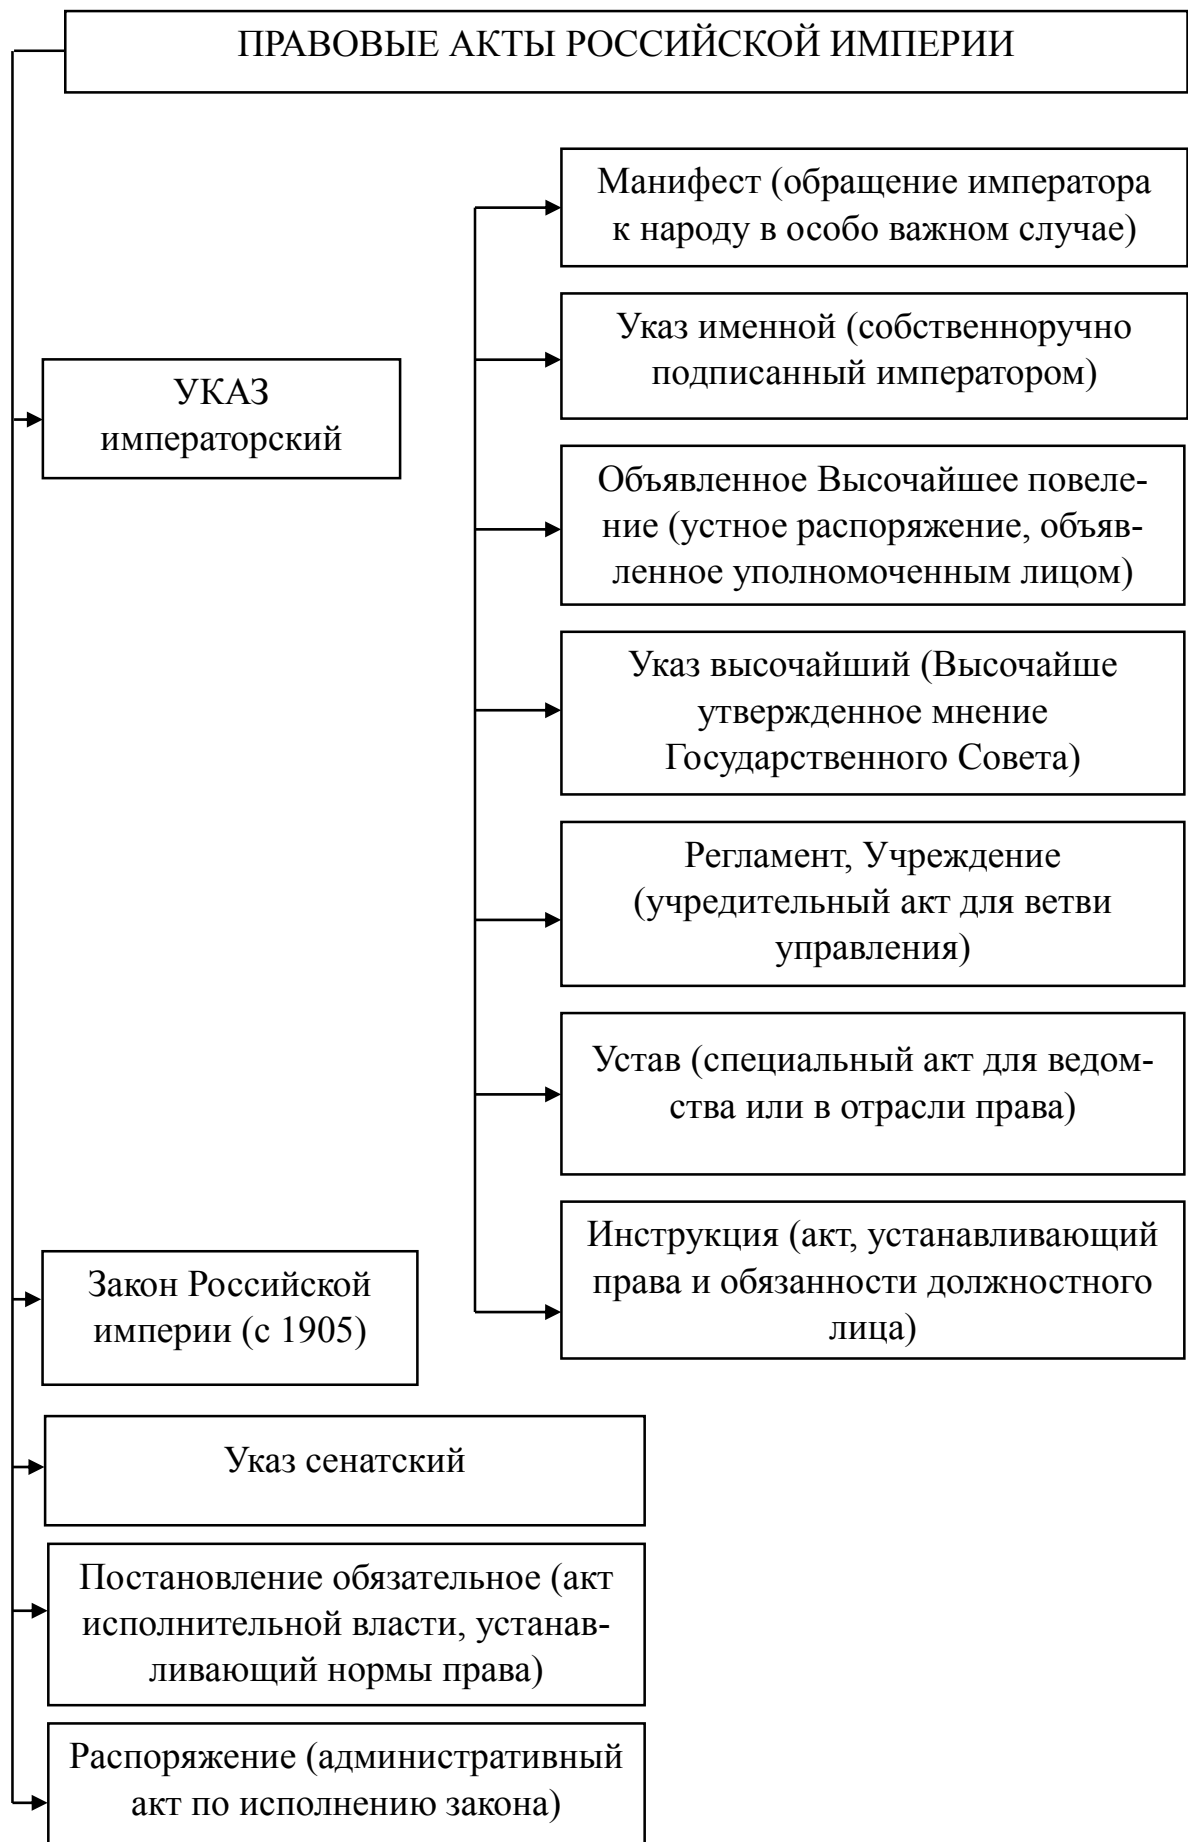 ПРАВОВЫЕ АКТЫ РОССИЙСКОЙ ИМПЕРИИ
УКАЗ
императорский
Манифест (обращение императора
к народу в особо важном случае)
Указ именной (собственноручно
подписанный императором)
Объявленное Высочайшее повеле-
ние (устное распоряжение, объяв-
ленное уполномоченным лицом)
Указ высочайший (Высочайше
утвержденное мнение
Государственного Совета)
Регламент, Учреждение
(учредительный акт для ветви
управления)
Устав (специальный акт для ведом-
ства или в отрасли права)
Инструкция (акт, устанавливающий
права и обязанности должностного
лица)
Закон Российской
империи (с 1905)
Указ сенатский
Постановление обязательное (акт
исполнительной власти, устанав-
ливающий нормы права)
Распоряжение (административный
акт по исполнению закона)